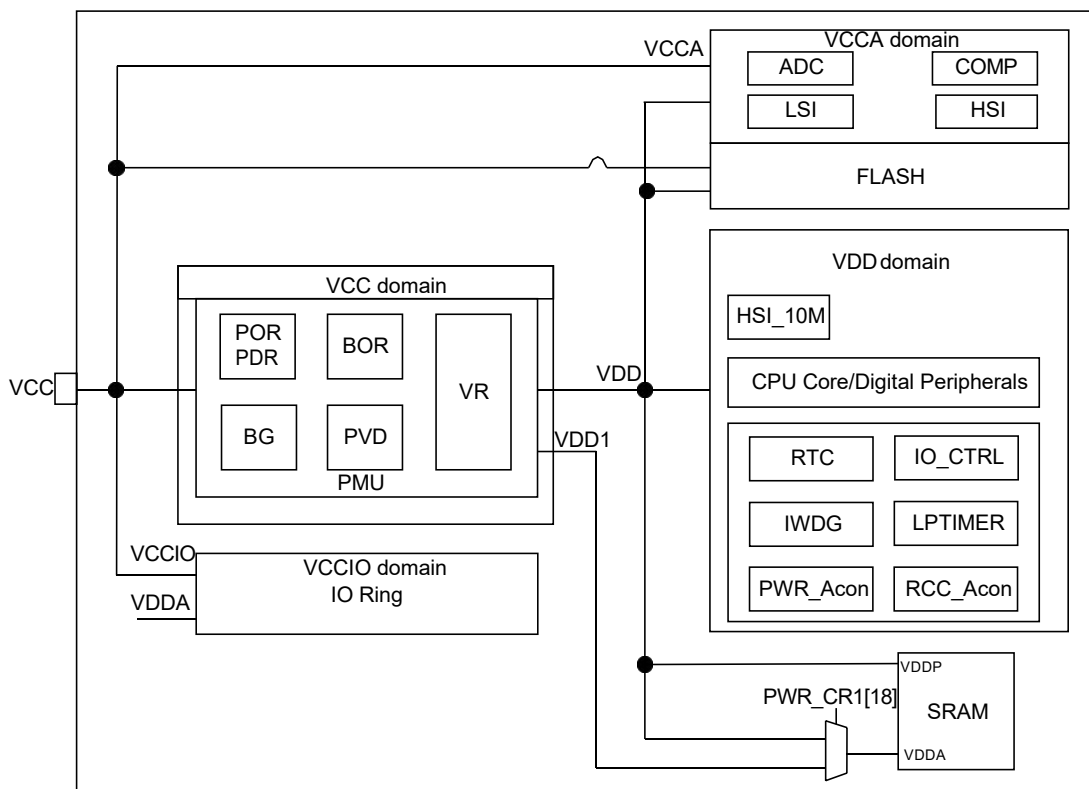 VCCA
VCCA domain
ADC
COMP
LSI
HSI
FLASH
VDD domain
HSI_10M
CPU Core/Digital Peripherals
RTC
IO_CTRL
IWDG
LPTIMER
PWR_Acon
RCC_Acon
VCC domain
POR
PDR
BOR
VR
BG
PVD
PMU
VCC
VDD
VDD1
VCCIO
VCCIO domain
IO Ring
VDDA
PWR_CR1[18]
VDDP
SRAM
VDDA